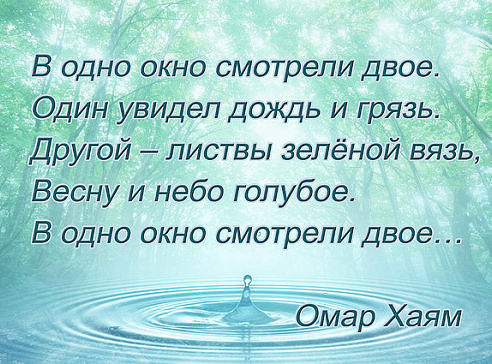 В одно окно смотрели двое.
Один увидел дождь и грязь.
Другой – листвы зелёной вязь,
Весну и небо голубое.
В одно окно смотрели двое...
Омар Хаям